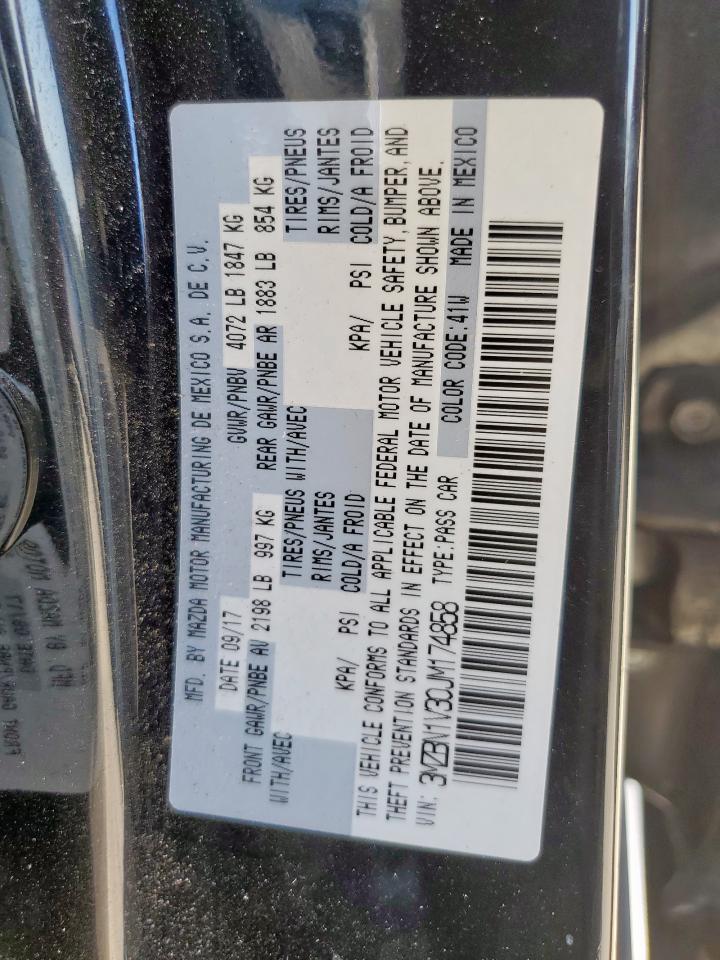 MFD. BY MAZDA MOTOR MANUFACTURING DE MEXICO S.A. DE C.V.
DATE 09/17 GVWR/PNBV 4072 LB 1847 KG
FRONT GAWR/PNBE AV 2198 LB 997 KG REAR GAWR/PNBE AR 1883 LB 854 KG
WITH/AVEC TIRES/PNEUS WITH/AVEC TIRES/PNEUS
RIMS/JANTES RIMS/JANTES
KPA/ PSI COLD/A FROID KPA/ PSI COLD/A FROID
THIS VEHICLE CONFORMS TO ALL APPLICABLE FEDERAL MOTOR VEHICLE SAFETY, BUMPER, AND
THEFT PREVENTION STANDARDS IN EFFECT ON THE DATE OF MANUFACTURE SHOWN ABOVE.
VIN: 3MZBV1V30JM174858 TYPE:PASS CAR COLOR CODE:41W MADE IN MEXICO